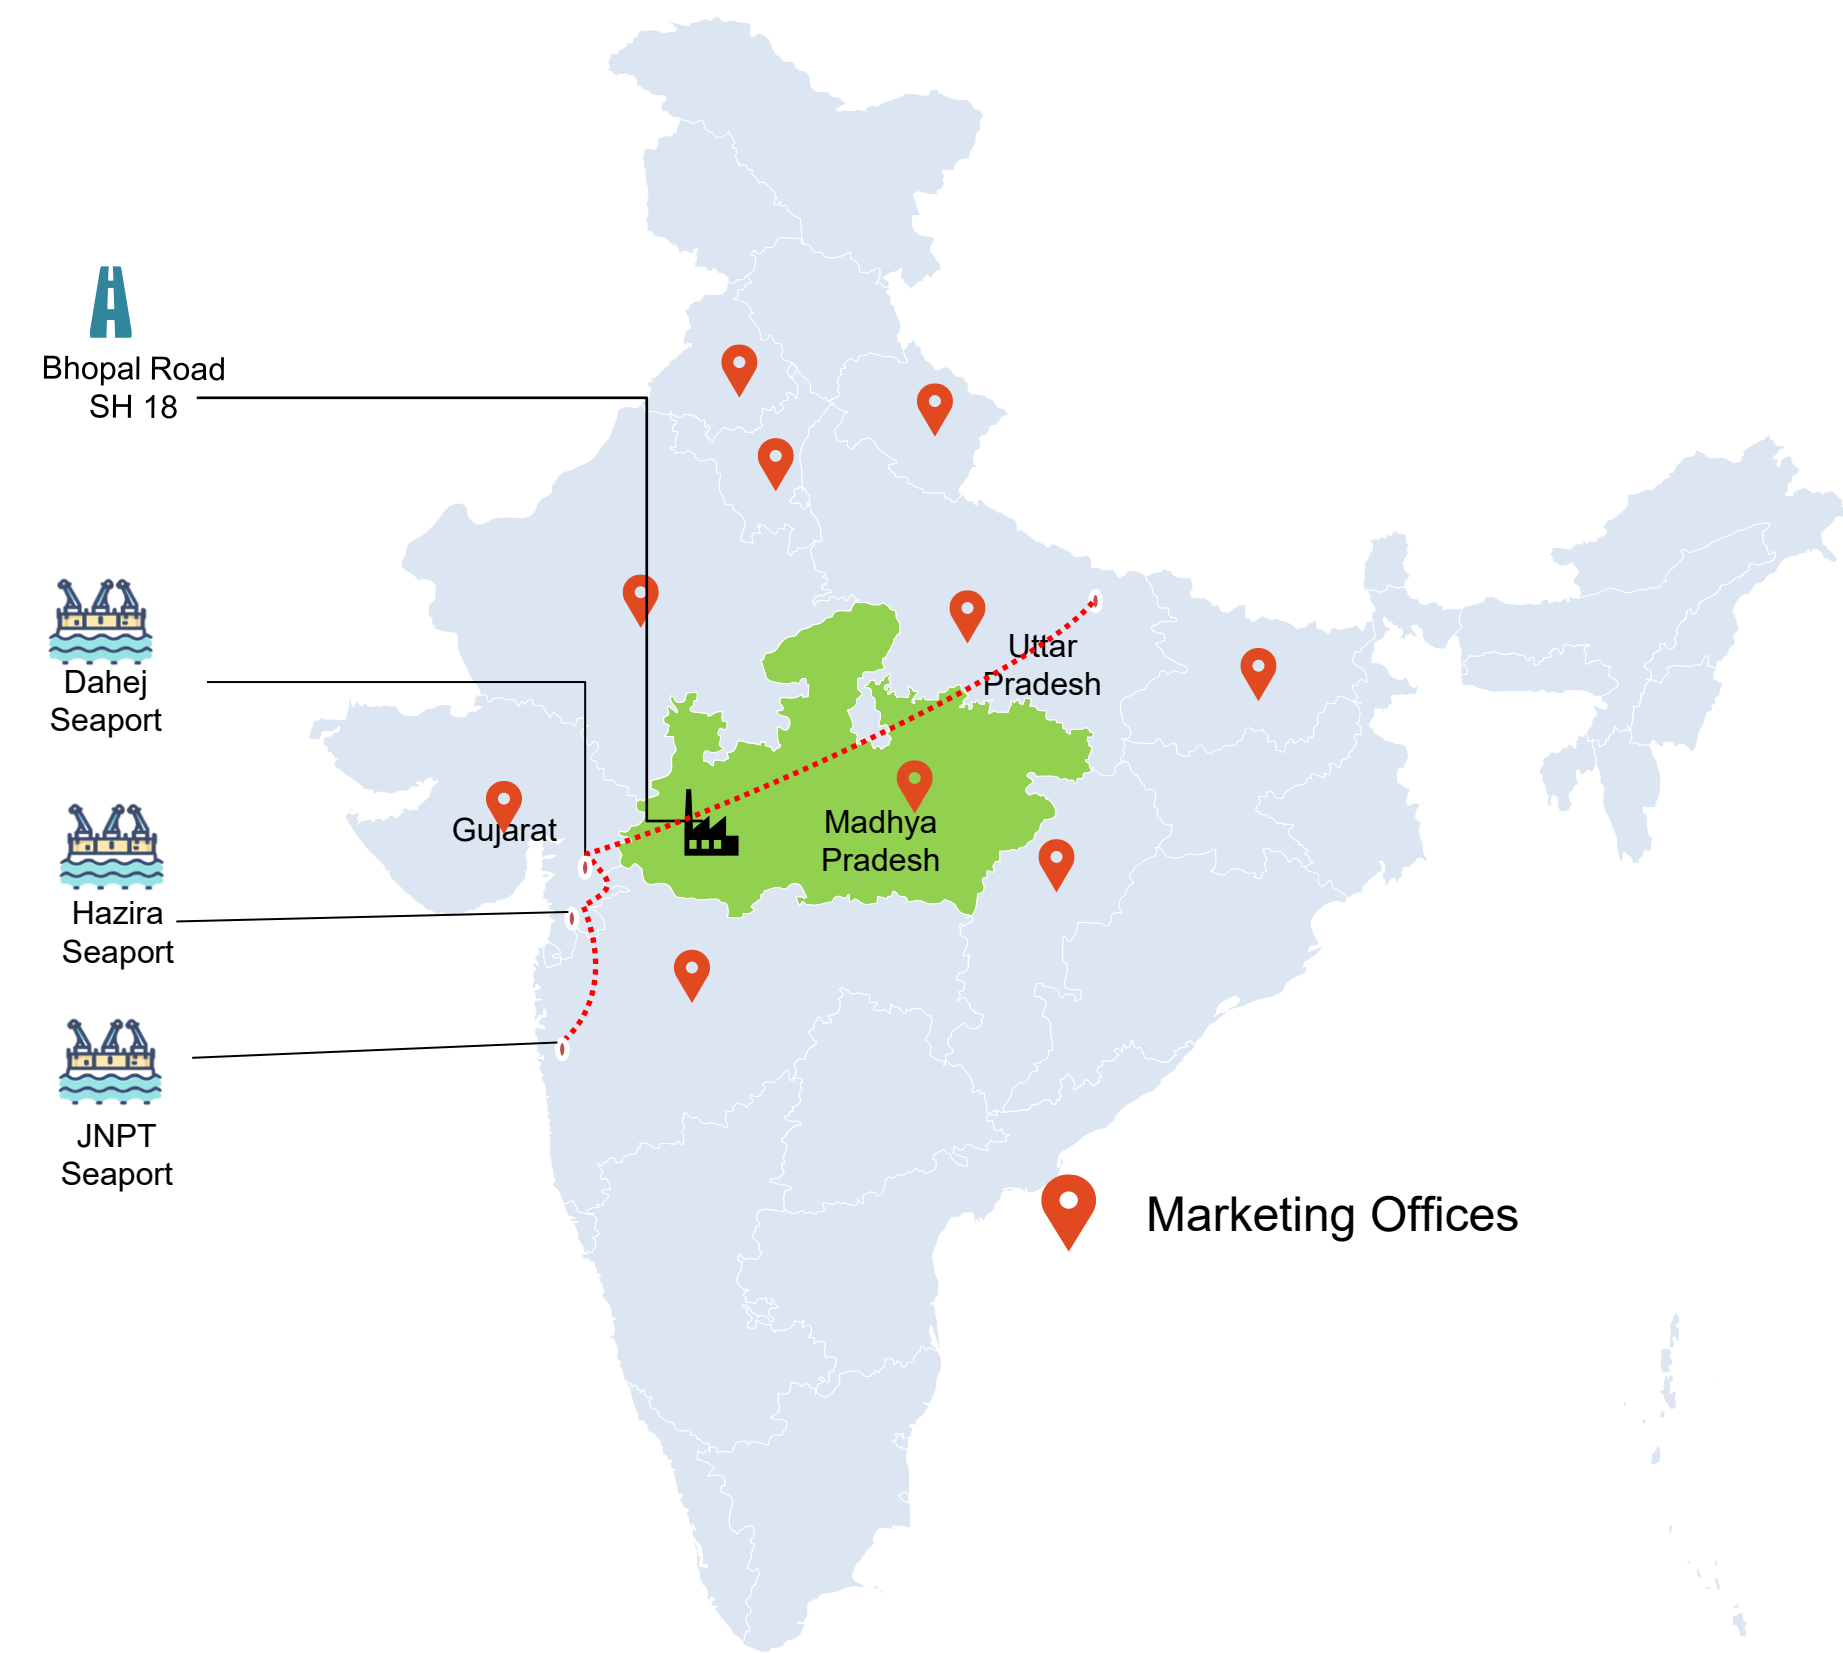 Bhopal Road
SH 18
Dahej
Seaport
Hazira
Seaport
JNPT
Seaport
Gujarat
Uttar
Pradesh
Madhya
Pradesh
Marketing Offices